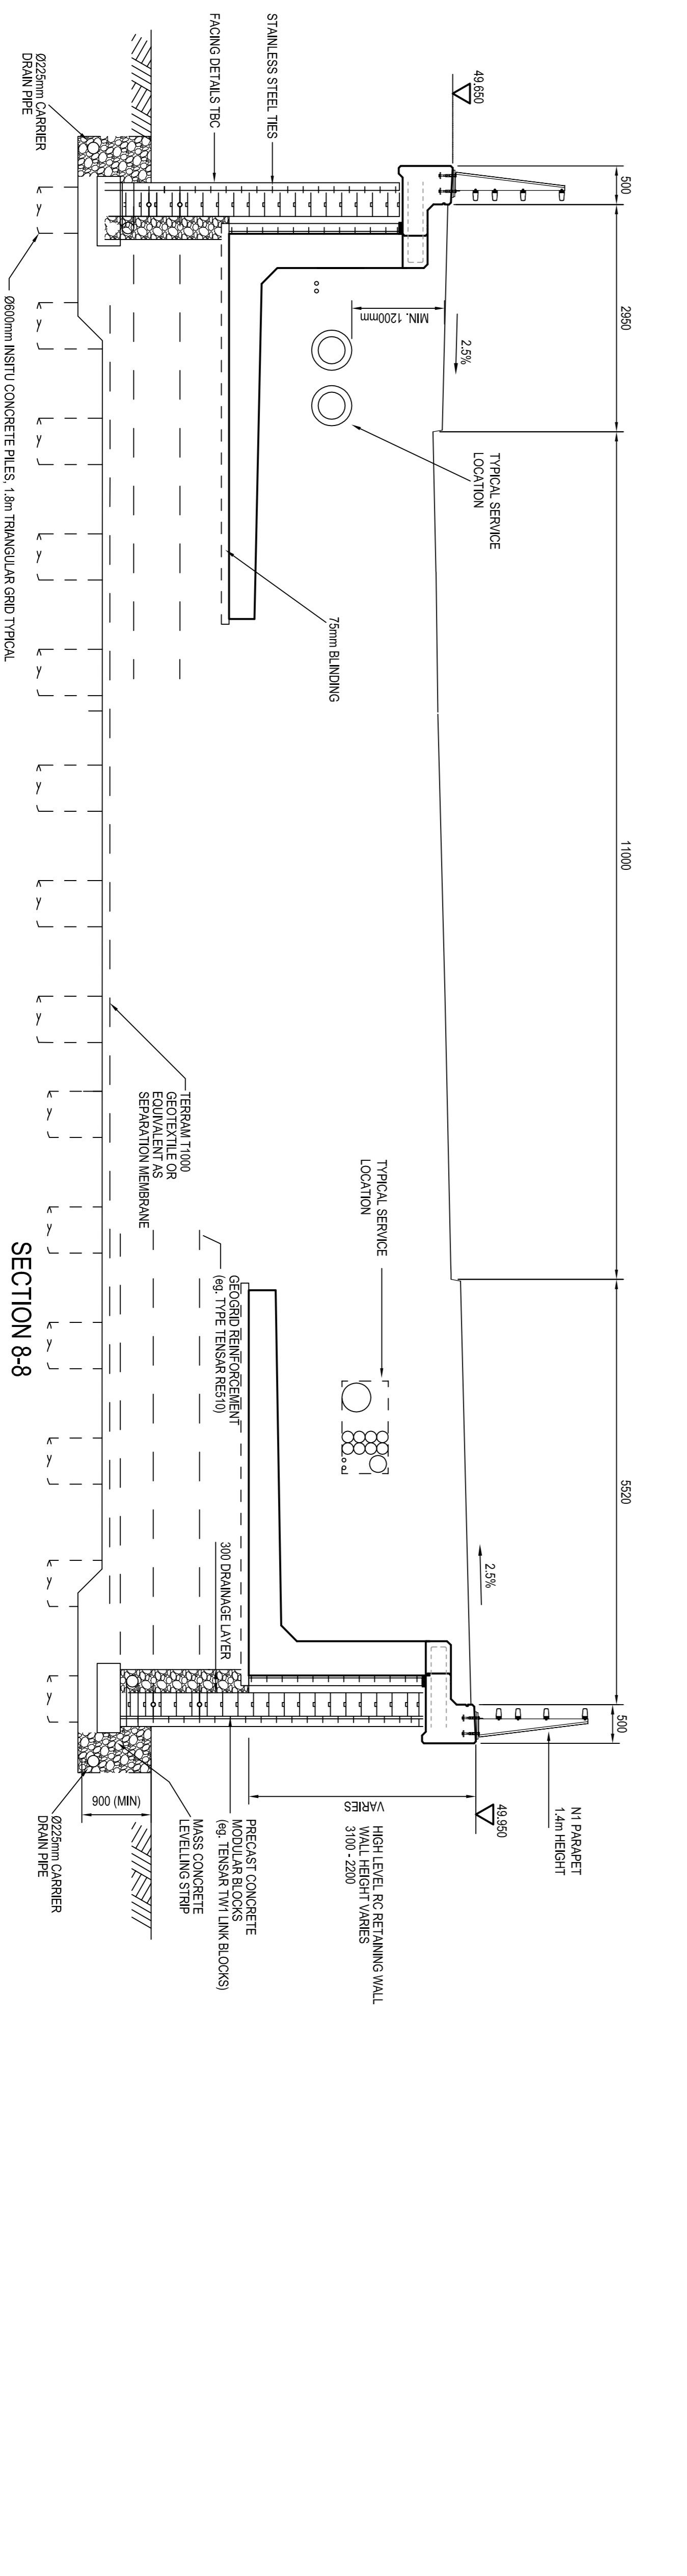 49.650
500
2950
11000
5520
500
49.950
STAINLESS STEEL TIES
FACING DETAILS TBC
Ø225mm CARRIER
DRAIN PIPE
Ø600mm INSITU CONCRETE PILES, 1.8m TRIANGULAR GRID TYPICAL
MIN. 1200mm
2.5%
TYPICAL SERVICE
LOCATION
75mm BLINDING
TERRAM T1000
GEOTEXTILE OR
EQUIVALENT AS
SEPARATION MEMBRANE
TYPICAL SERVICE
LOCATION
GEOGRID REINFORCEMENT
(eg. TYPE TENSAR RE510)
300 DRAINAGE LAYER
2.5%
N1 PARAPET
1.4m HEIGHT
VARIES
HIGH LEVEL RC RETAINING WALL
WALL HEIGHT VARIES
3100 - 2200
PRECAST CONCRETE
MODULAR BLOCKS
(eg. TENSAR TW1 LINK BLOCKS)
MASS CONCRETE
LEVELLING STRIP
900 (MIN)
Ø225mm CARRIER
DRAIN PIPE
SECTION 8-8